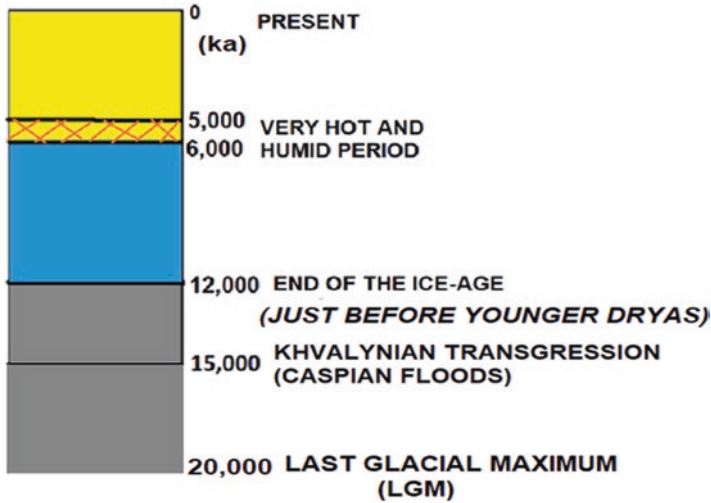 0 PRESENT
(ka)
5,000 VERY HOT AND
6,000 HUMID PERIOD
12,000 END OF THE ICE-AGE
(JUST BEFORE YOUNGER DRYAS)
15,000 KHVALYNIAN TRANSGRESSION
(CASPIAN FLOODS)
20,000 LAST GLACIAL MAXIMUM
(LGM)